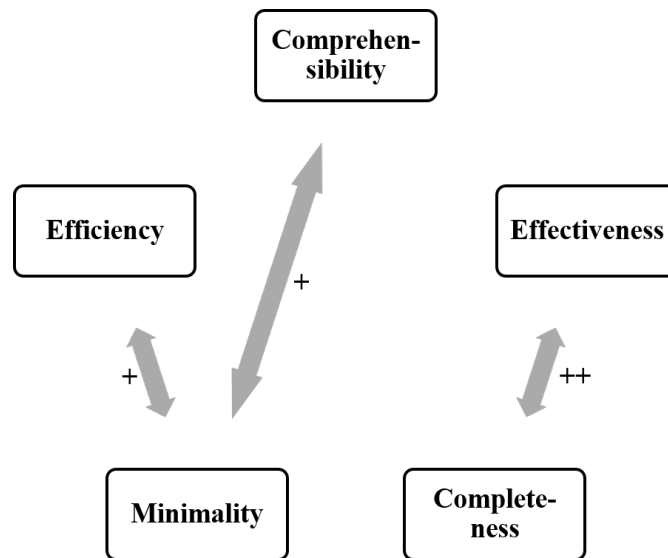 Comprehen-
sibility
Efficiency
Effectiveness
+
+
++
Minimality
Complete-
ness